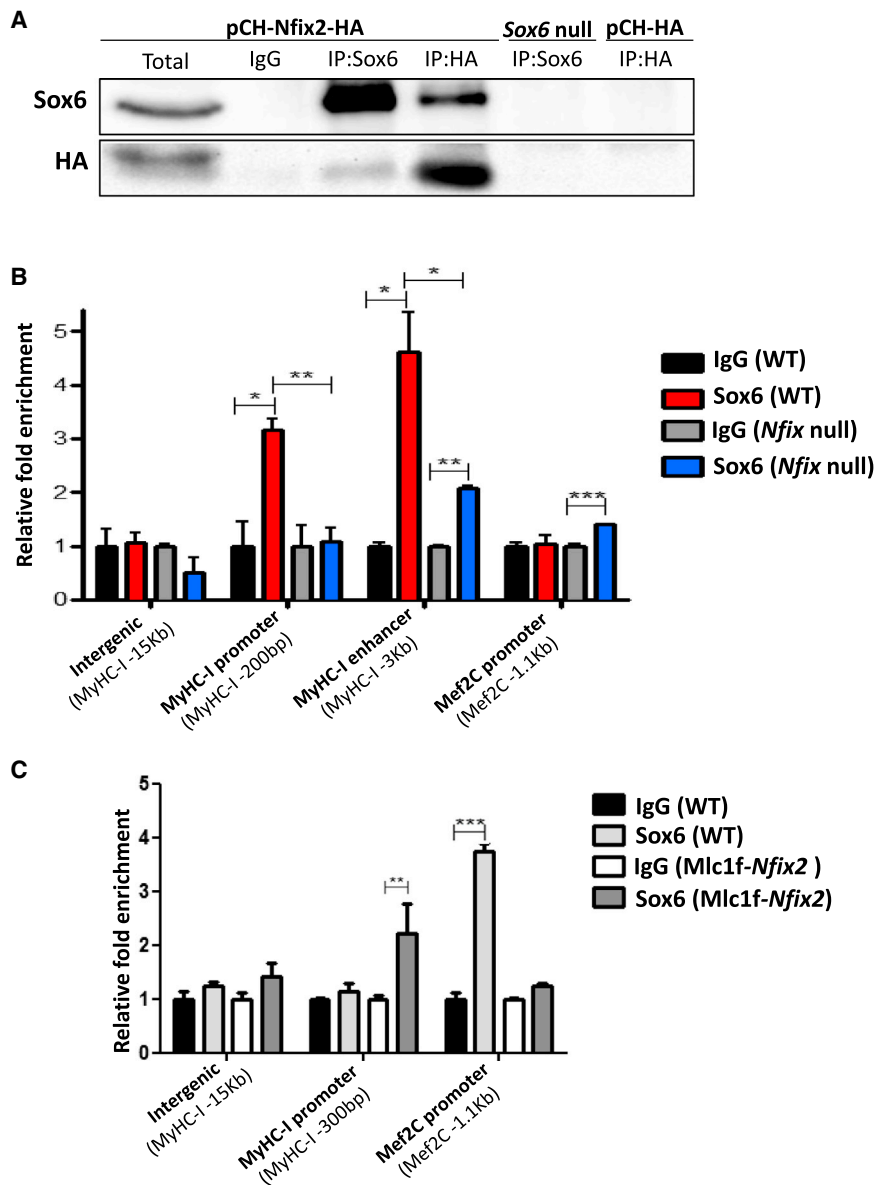 A
pCH-Nfix2-HA
Sox6 null
pCH-HA
Total IgG IP:Sox6 IP:HA IP:Sox6 IP:HA
Sox6
HA
B
Relative fold enrichment
5
4
3
2
1
0
* ** * * ** ***
IgG (WT)
Sox6 (WT)
IgG (Nfix null)
Sox6 (Nfix null)
Intergenic
(MyHC-I -15Kb)
MyHC-I promoter
(MyHC-I -200bp)
MyHC-I enhancer
(MyHC-I -3Kb)
Mef2C promoter
(Mef2C -1.1Kb)
C
Relative fold enrichment
5
4
3
2
1
0
** ***
IgG (WT)
Sox6 (WT)
IgG (Mlc1f-Nfix2 )
Sox6 (Mlc1f-Nfix2)
Intergenic
(MyHC-I -15Kb)
MyHC-I promoter
(MyHC-I -300bp)
Mef2C promoter
(Mef2C -1.1Kb)